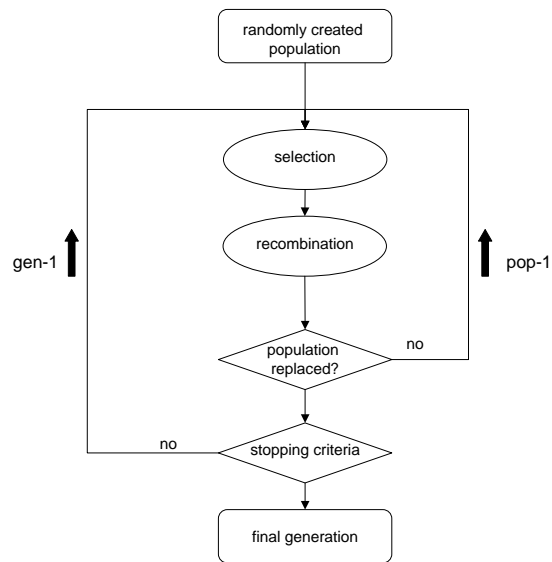 randomly created
population
selection
recombination
gen-1
pop-1
population
replaced?
no
no
stopping criteria
final generation